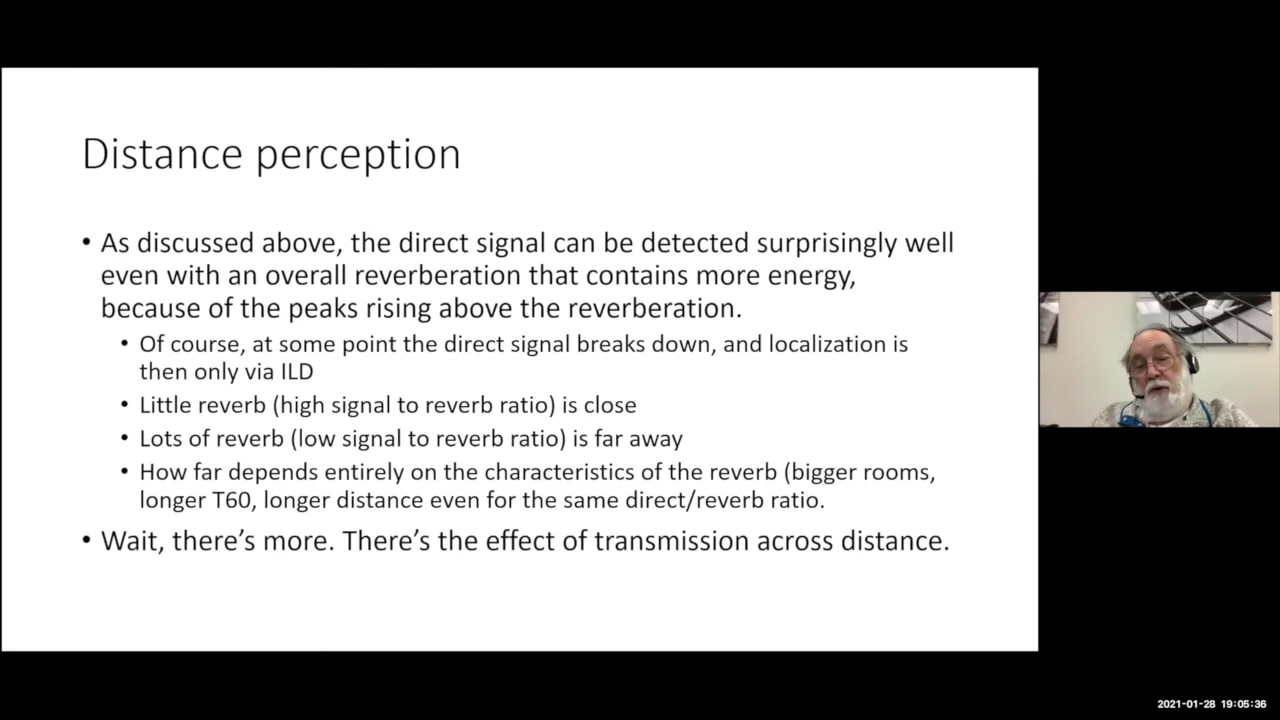 Distance perception
• As discussed above, the direct signal can be detected surprisingly well
even with an overall reverberation that contains more energy,
because of the peaks rising above the reverberation.
• Of course, at some point the direct signal breaks down, and localization is
then only via ILD
• Little reverb (high signal to reverb ratio) is close
• Lots of reverb (low signal to reverb ratio) is far away
• How far depends entirely on the characteristics of the reverb (bigger rooms,
longer T60, longer distance even for the same direct/reverb ratio.
• Wait, there’s more. There’s the effect of transmission across distance.
2021-01-28 19:05:36